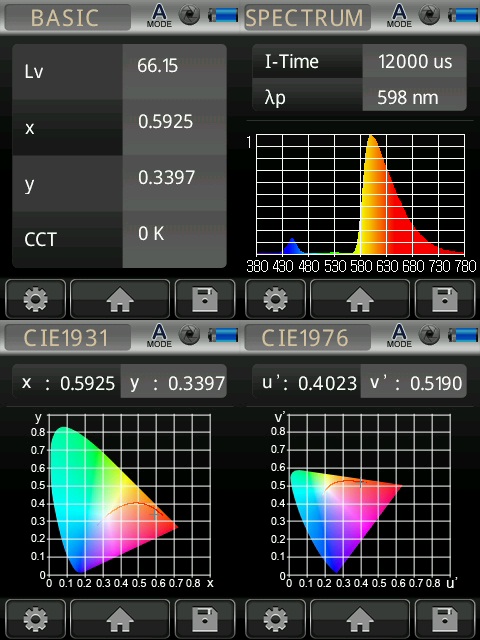 BASIC
A
MODE
Lv 66.15
x 0.5925
y 0.3397
CCT 0 K
SPECTRUM
A
MODE
I-Time 12000 us
λp 598 nm
1
380 430 480 530 580 630 680 730 780
CIE1931
A
MODE
x : 0.5925 y : 0.3397
y
0.8
0.7
0.6
0.5
0.4
0.3
0.2
0.1
0
0 0.1 0.2 0.3 0.4 0.5 0.6 0.7 0.8 x
CIE1976
A
MODE
u' : 0.4023 v' : 0.5190
v'
0.8
0.7
0.6
0.5
0.4
0.3
0.2
0.1
0
0 0.1 0.2 0.3 0.4 0.5 0.6 0.7 0.8 u'